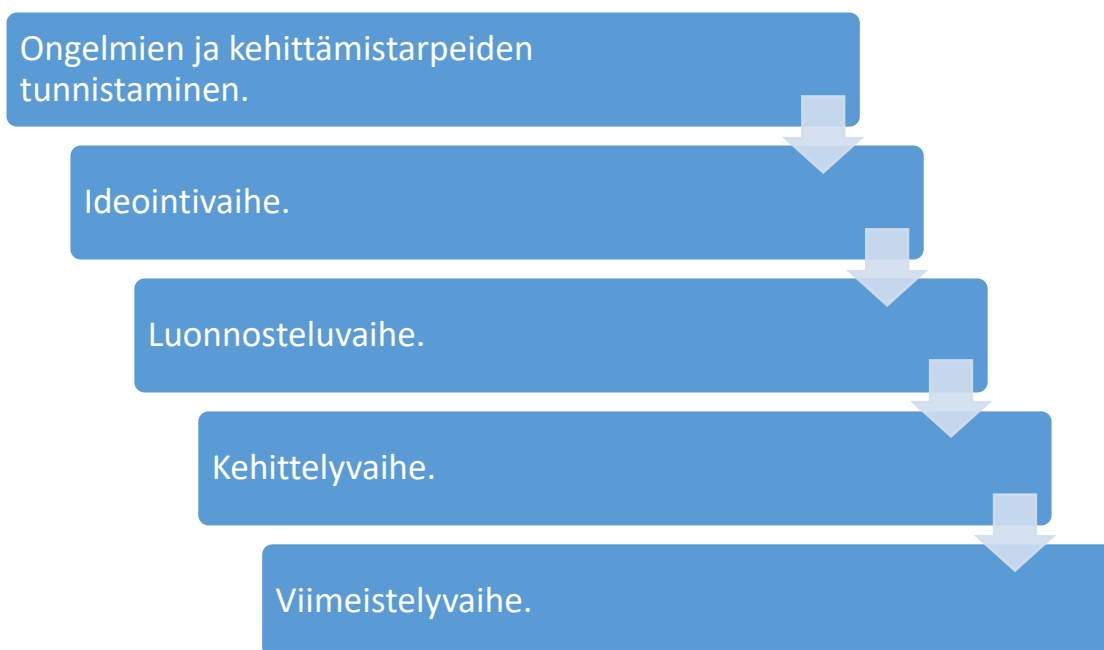 Ongelmien ja kehittämistarpeiden
tunnistaminen.
Ideointivaihe.
Luonnosteluvaihe.
Kehittelyvaihe.
Viimeistelyvaihe.